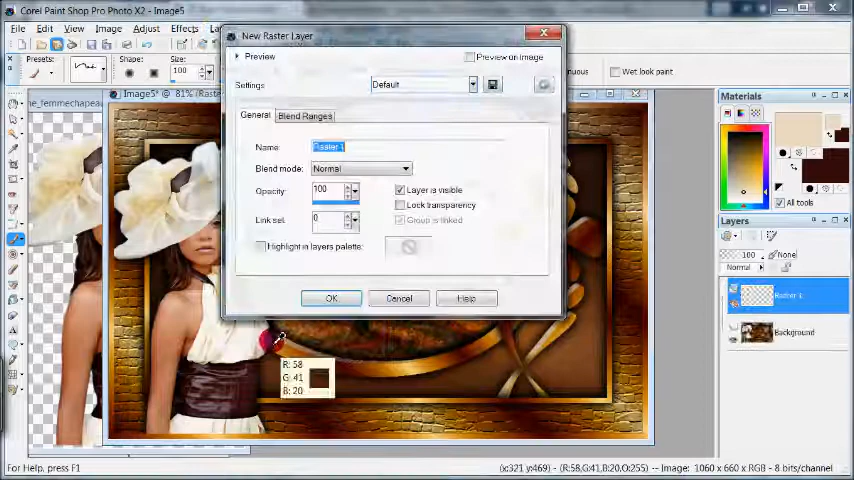 Corel Paint Shop Pro Photo X2 - Image5
File Edit View Image Adjust Effects
Presets: Shape: Size:
100
Wet look paint
Image5* @ 81% (Raster
New Raster Layer
Preview
Preview on Image
Settings
Default
General Blend Ranges
Name: Raster 1
Blend mode: Normal
Opacity: 100
Layer is visible
Lock transparency
Link set: 0
Group is linked
Highlight in layers palette:
OK Cancel Help
R: 58
G: 41
B: 20
Materials
All tools
Layers
100 None
Normal
Raster 1
Background
For Help, press F1
(x:321 y:469) - (R:58,G:41,B:20,O:255) -- Image: 1060 x 660 x RGB - 8 bits/channel